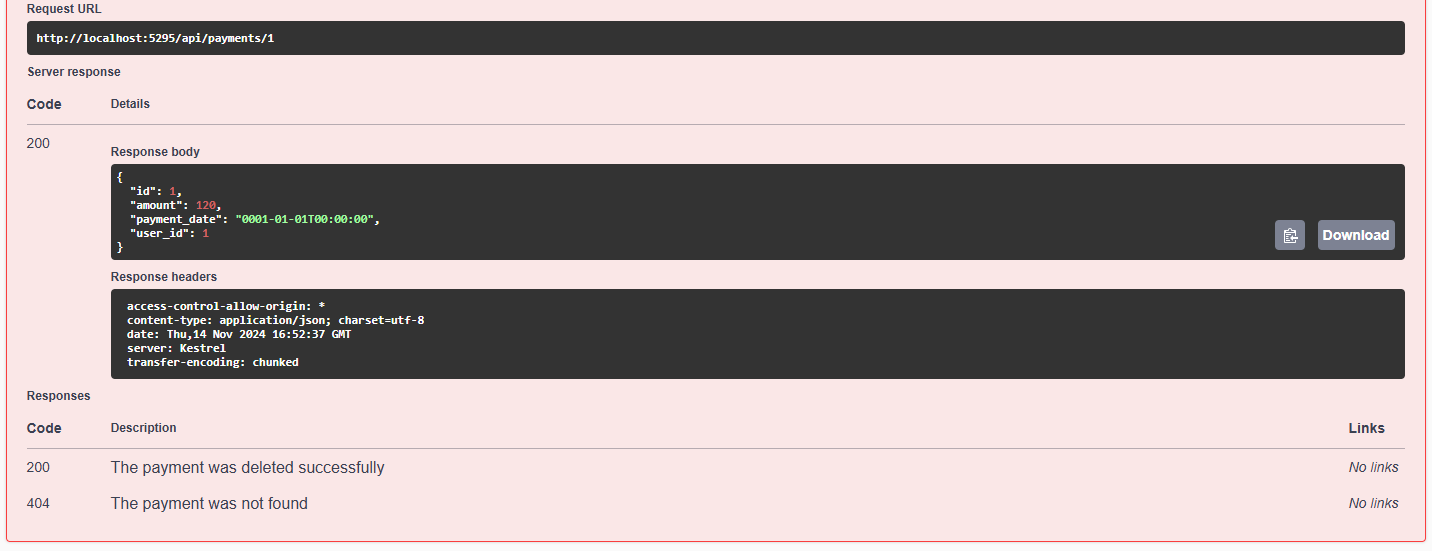 Request URL
http://localhost:5295/api/payments/1
Server response
Code Details
200
Response body
{
"id": 1,
"amount": 120,
"payment_date": "0001-01-01T00:00:00",
"user_id": 1
}
Download
Response headers
access-control-allow-origin: *
content-type: application/json; charset=utf-8
date: Thu,14 Nov 2024 16:52:37 GMT
server: Kestrel
transfer-encoding: chunked
Responses
Code Description Links
200 The payment was deleted successfully No links
404 The payment was not found No links